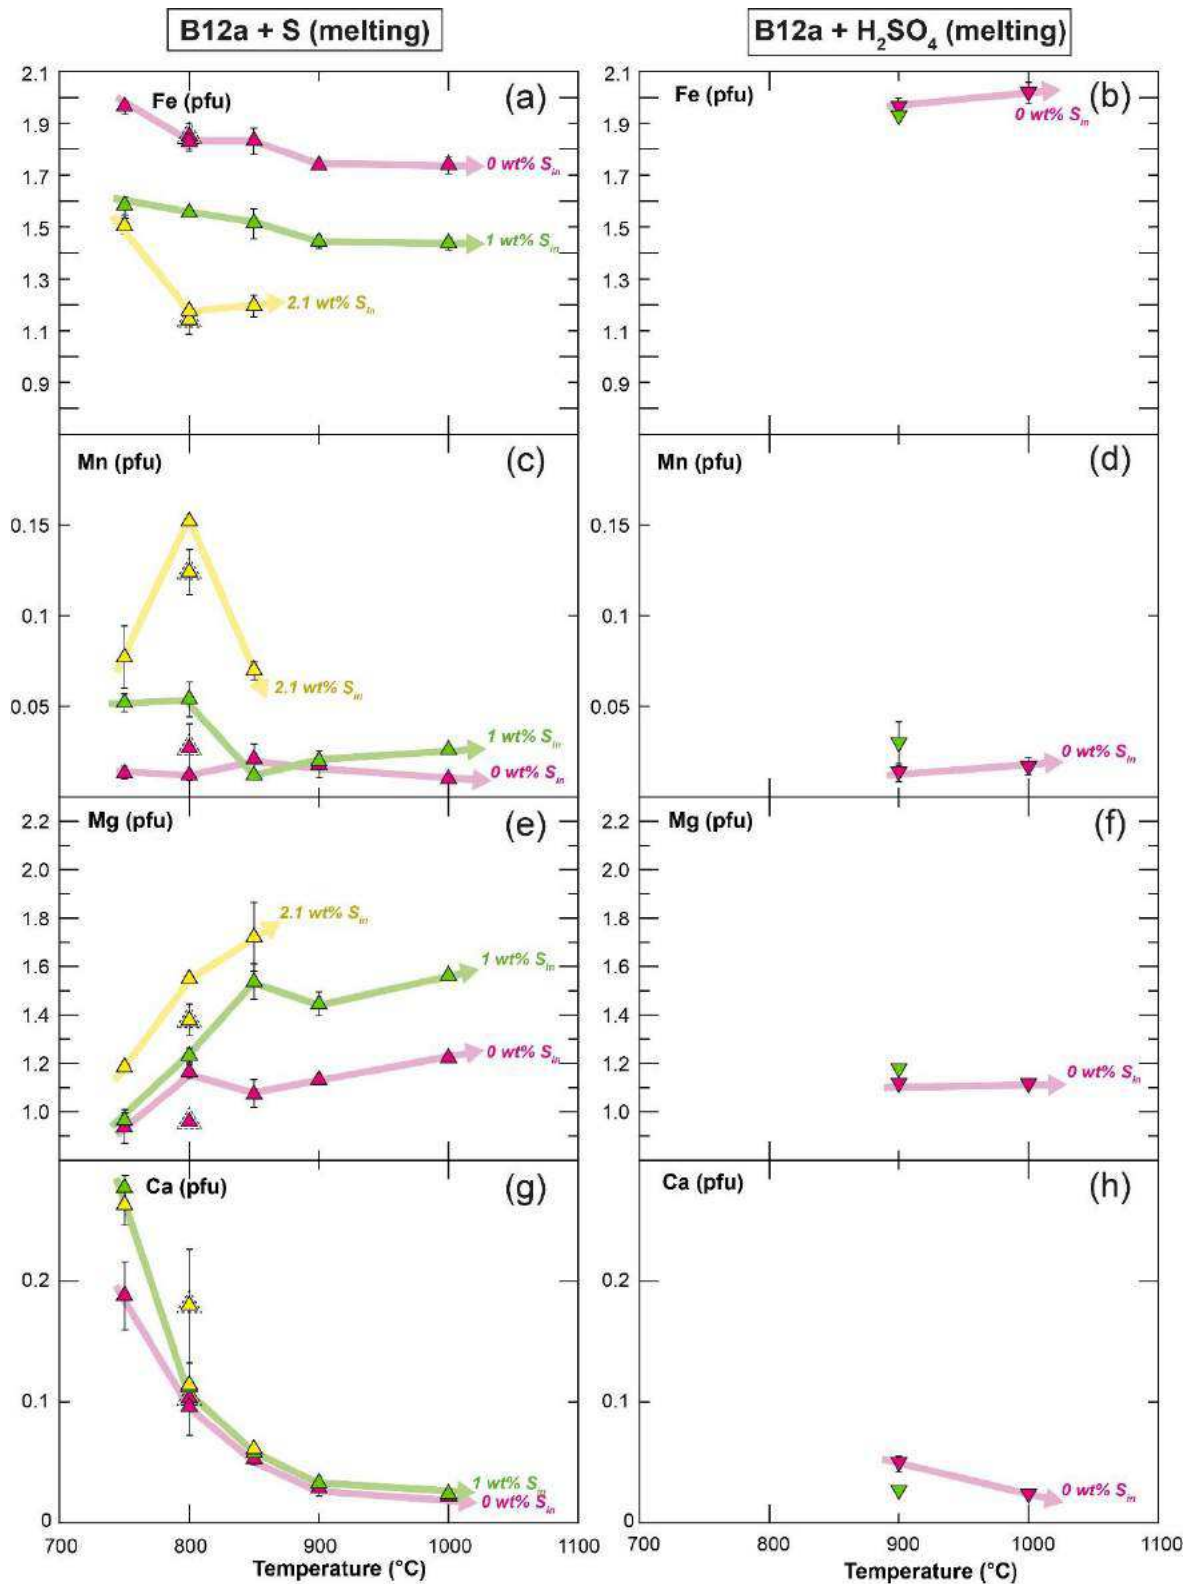 B12a + S (melting)
B12a + H₂SO₄ (melting)
2.1
1.9
1.7
1.5
1.3
1.1
0.9
Fe (pfu)
(a)
0 wt% Sin
1 wt% Sin
2.1 wt% Sin
2.1
1.9
1.7
1.5
1.3
1.1
0.9
Fe (pfu)
(b)
0 wt% Sin
Mn (pfu)
(c)
0.15
0.1
0.05
2.1 wt% Sin
1 wt% Sin
0 wt% Sin
Mn (pfu)
(d)
0.15
0.1
0.05
0 wt% Sin
Mg (pfu)
(e)
2.2
2.0
1.8
1.6
1.4
1.2
1.0
2.1 wt% Sin
1 wt% Sin
0 wt% Sin
Mg (pfu)
(f)
2.2
2.0
1.8
1.6
1.4
1.2
1.0
0 wt% Sin
Ca (pfu)
(g)
0.2
0.1
0
1 wt% Sin
0 wt% Sin
700 800 900 1000 1100
Temperature (°C)
Ca (pfu)
(h)
0.2
0.1
0
0 wt% Sin
700 800 900 1000 1100
Temperature (°C)